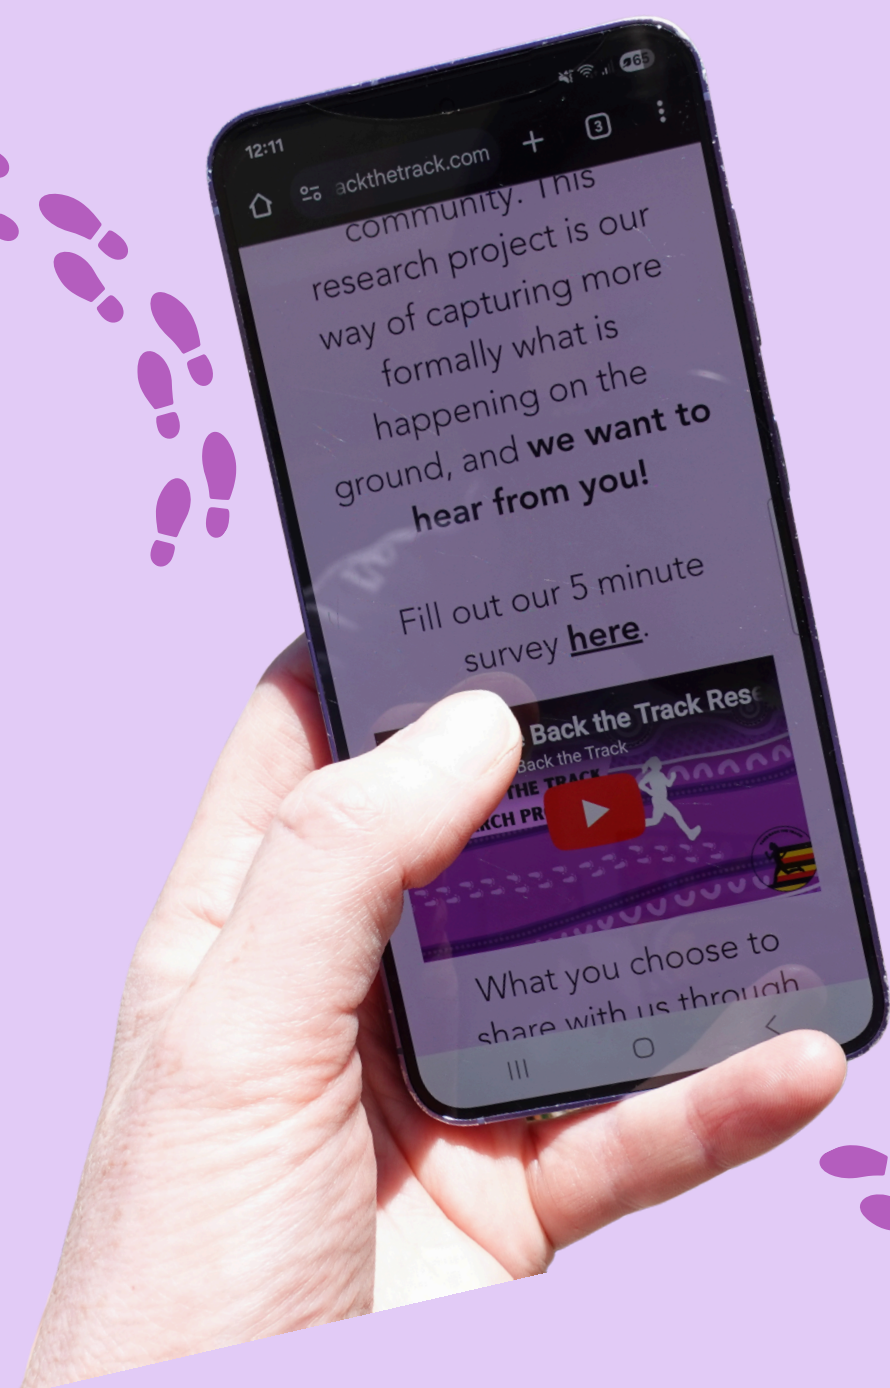 65
12:11
ackthetrack.com
3
community. This
research project is our
way of capturing more
formally what is
happening on the
ground, and we want to
hear from you!
Fill out our 5 minute
survey here.
Back the Track Rese
Back the Track
THE TRACK
RCH PR
What you choose to
share with us through